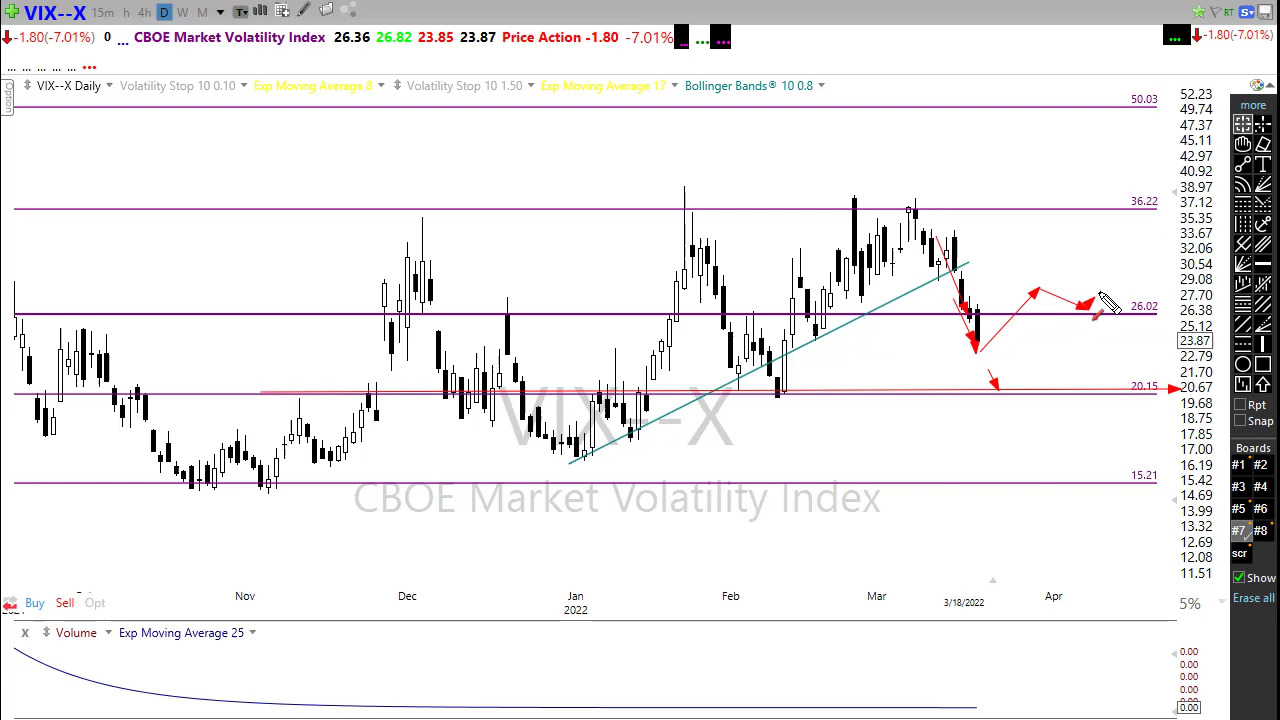 VIX--X 15m h 4h D W M T RT S
-1.80(-7.01%) 0 ... CBOE Market Volatility Index 26.36 26.82 23.85 23.87 Price Action -1.80 -7.01% ... ... ... ... -1.80(-7.01%)
... ... ... ...
Option
VIX--X Daily Volatility Stop 10 0.10 Exp Moving Average 8 Volatility Stop 10 1.50 Exp Moving Average 17 Bollinger Bands® 10 0.8
50.03
36.22
26.02
20.15
15.21
52.23
49.74
47.37
45.11
42.97
40.92
38.97
37.12
35.35
33.67
32.06
30.54
29.08
27.70
26.38
25.12
23.87
22.79
21.70
20.67
19.68
18.75
17.85
17.00
16.19
15.42
14.69
13.99
13.32
12.69
12.08
11.51
VIX--X
CBOE Market Volatility Index
Nov Dec Jan Feb Mar Apr
2022 3/18/2022
Buy Sell Opt
5%
x Volume Exp Moving Average 25
0.00
0.00
0.00
0.00
0.00
more
T
Rpt
Snap
Boards
#1 #2
#3 #4
#5 #6
#7 #8
scr
Show
Erase all